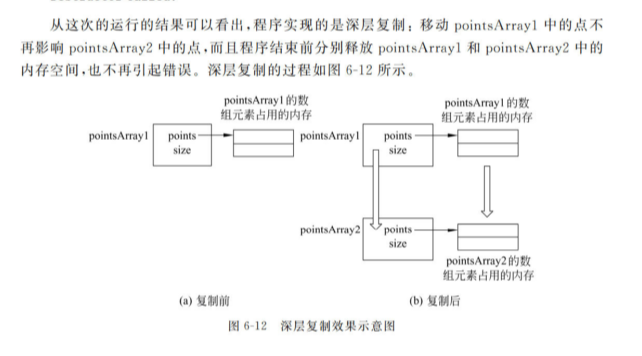 从这次的运行的结果可以看出，程序实现的是深层复制；移动 pointsArray1 中的点不
再影响 pointsArray2 中的点，而且程序结束前分别释放 pointsArray1 和 pointsArray2 中的
内存空间，也不再引起错误。深层复制的过程如图 6-12 所示。
pointsArray1的数
组元素占用的内存
pointsArray1
points
size
pointsArray1的数
组元素占用的内存
pointsArray1
points
size
pointsArray2
points
size
pointsArray2的数
组元素占用的内存
(a) 复制前
(b) 复制后
图 6-12 深层复制效果示意图